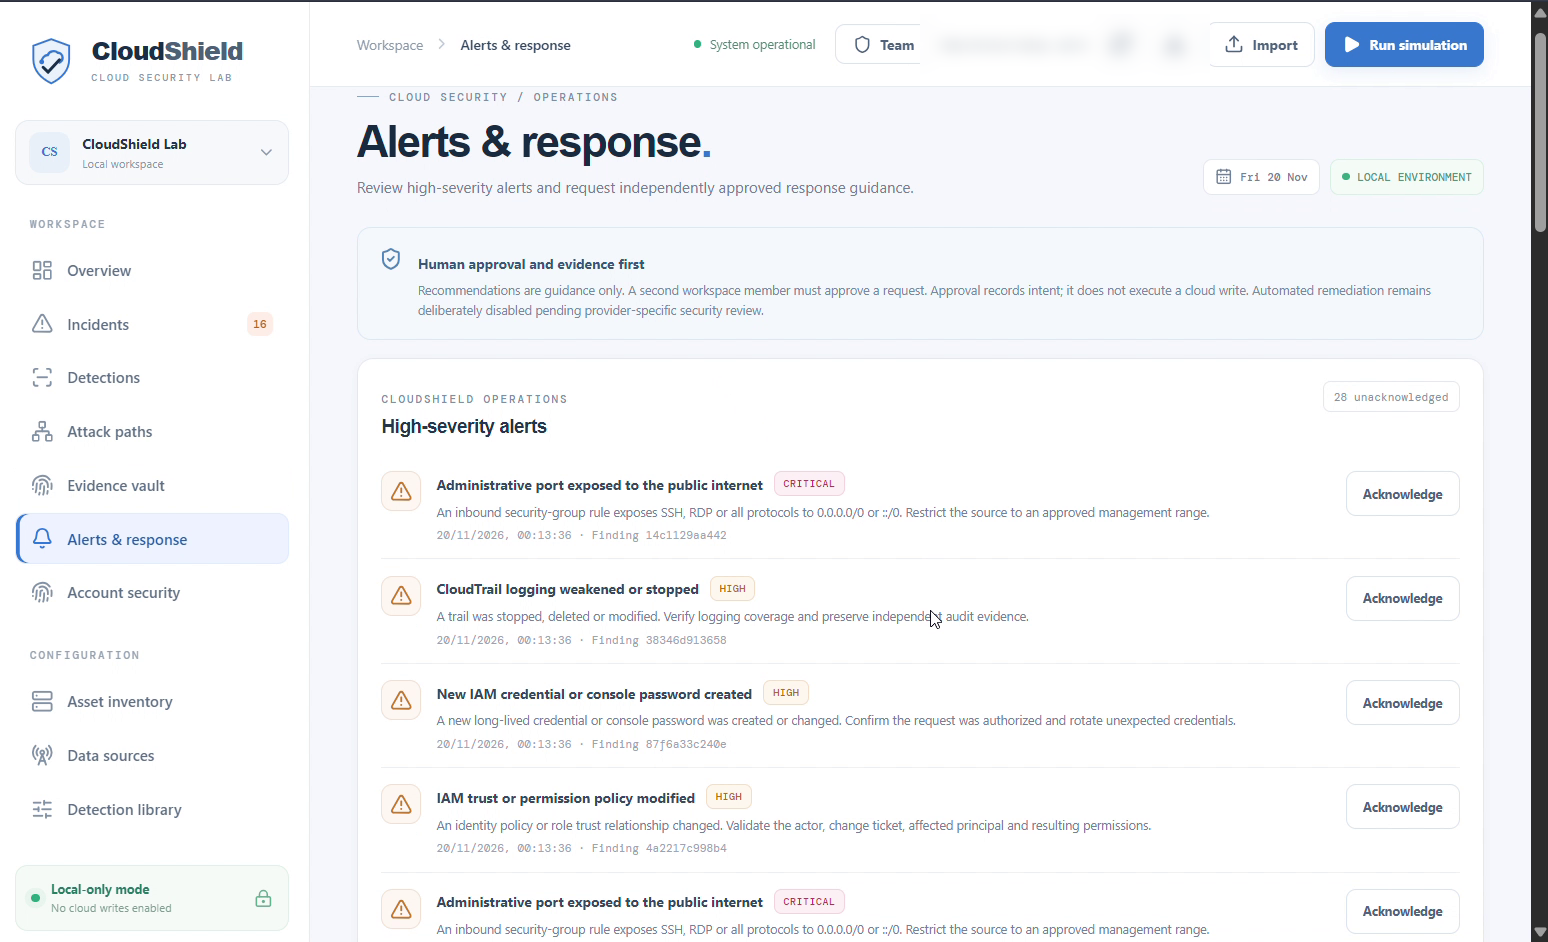 CloudShield
CLOUD SECURITY LAB
CS
CloudShield Lab
Local workspace
WORKSPACE
Overview
Incidents
16
Detections
Attack paths
Evidence vault
Alerts & response
Account security
CONFIGURATION
Asset inventory
Data sources
Detection library
Local-only mode
No cloud writes enabled
Workspace
Alerts & response
System operational
Team
Import
Run simulation
CLOUD SECURITY / OPERATIONS
Alerts & response.
Review high-severity alerts and request independently approved response guidance.
Fri 20 Nov
LOCAL ENVIRONMENT
Human approval and evidence first
Recommendations are guidance only. A second workspace member must approve a request. Approval records intent; it does not execute a cloud write. Automated remediation remains
deliberately disabled pending provider-specific security review.
CLOUDSHIELD OPERATIONS
28 unacknowledged
High-severity alerts
Administrative port exposed to the public internet
CRITICAL
An inbound security-group rule exposes SSH, RDP or all protocols to 0.0.0.0/0 or ::/0. Restrict the source to an approved management range.
20/11/2026, 00:13:36 · Finding 14c1129aa442
Acknowledge
CloudTrail logging weakened or stopped
HIGH
A trail was stopped, deleted or modified. Verify logging coverage and preserve independent audit evidence.
20/11/2026, 00:13:36 · Finding 38346d913658
Acknowledge
New IAM credential or console password created
HIGH
A new long-lived credential or console password was created or changed. Confirm the request was authorized and rotate unexpected credentials.
20/11/2026, 00:13:36 · Finding 87f6a33c240e
Acknowledge
IAM trust or permission policy modified
HIGH
An identity policy or role trust relationship changed. Validate the actor, change ticket, affected principal and resulting permissions.
20/11/2026, 00:13:36 · Finding 4a2217c998b4
Acknowledge
Administrative port exposed to the public internet
CRITICAL
An inbound security-group rule exposes SSH, RDP or all protocols to 0.0.0.0/0 or ::/0. Restrict the source to an approved management range.
Acknowledge